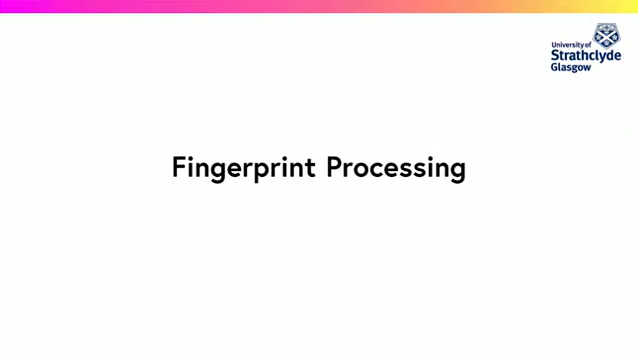 University of
Strathclyde
Glasgow
Fingerprint Processing